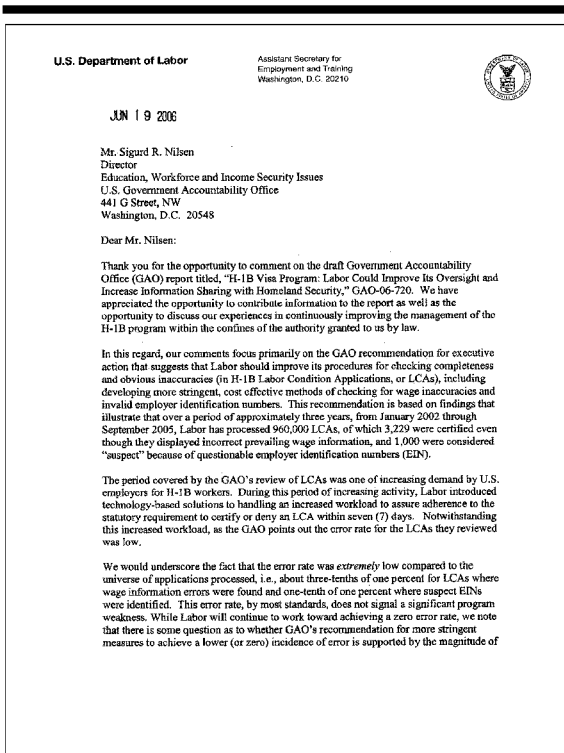 U.S. Department of Labor
Assistant Secretary for
Employment and Training
Washington, D.C. 20210
JUN 19 2006
Mr. Sigurd R. Nilsen
Director
Education, Workforce and Income Security Issues
U.S. Government Accountability Office
441 G Street, NW
Washington, D.C. 20548
Dear Mr. Nilsen:
Thank you for the opportunity to comment on the draft Government Accountability
Office (GAO) report titled, "H-1B Visa Program: Labor Could Improve Its Oversight and
Increase Information Sharing with Homeland Security," GAO-06-720. We have
appreciated the opportunity to contribute information to the report as well as the
opportunity to discuss our experiences in continuously improving the management of the
H-1B program within the confines of the authority granted to us by law.
In this regard, our comments focus primarily on the GAO recommendation for executive
action that suggests that Labor should improve its procedures for checking completeness
and obvious inaccuracies (in H-1B Labor Condition Applications, or LCAs), including
developing more stringent, cost effective methods of checking for wage inaccuracies and
invalid employer identification numbers. This recommendation is based on findings that
illustrate that over a period of approximately three years, from January 2002 through
September 2005, Labor has processed 960,000 LCAs, of which 3,229 were certified even
though they displayed incorrect prevailing wage information, and 1,000 were considered
"suspect" because of questionable employer identification numbers (EIN).
The period covered by the GAO's review of LCAs was one of increasing demand by U.S.
employers for H-1B workers. During this period of increasing activity, Labor introduced
technology-based solutions to handling an increased workload to assure adherence to the
statutory requirement to certify or deny an LCA within seven (7) days. Notwithstanding
this increased workload, as the GAO points out the error rate for the LCAs they reviewed
was low.
We would underscore the fact that the error rate was extremely low compared to the
universe of applications processed, i.e., about three-tenths of one percent for LCAs where
wage information errors were found and one-tenth of one percent where suspect EINs
were identified. This error rate, by most standards, does not signal a significant program
weakness. While Labor will continue to work toward achieving a zero error rate, we note
that there is some question as to whether GAO's recommendation for more stringent
measures to achieve a lower (or zero) incidence of error is supported by the magnitude of